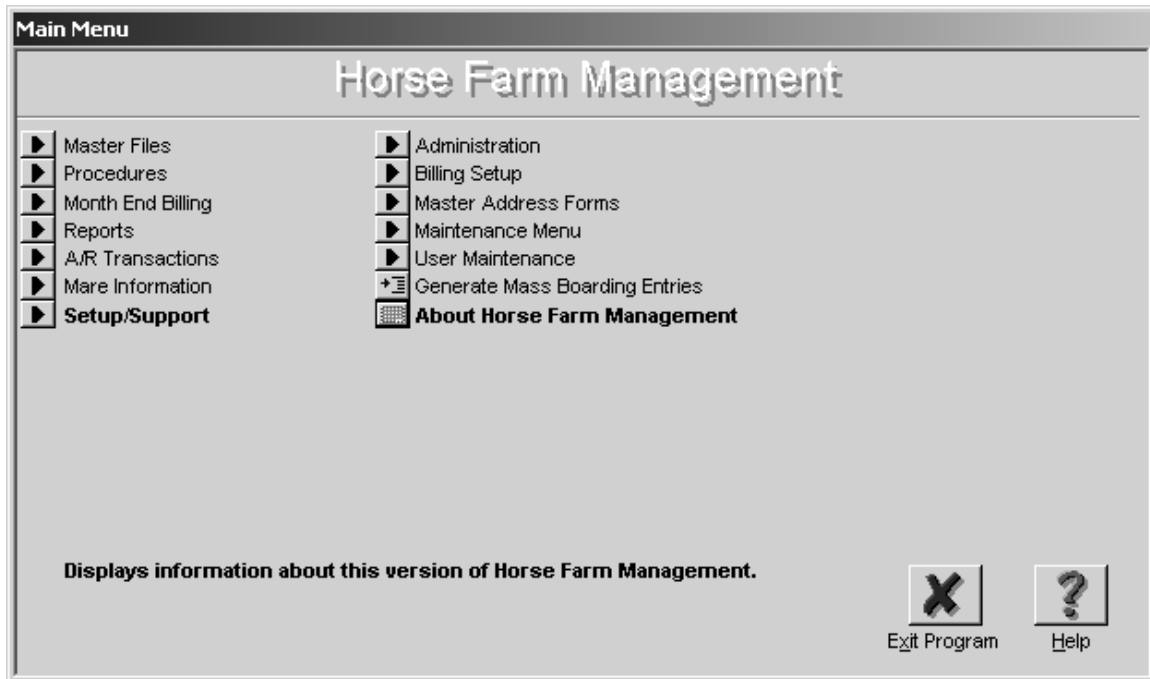 Main Menu
Horse Farm Management
Master Files
Procedures
Month End Billing
Reports
A/R Transactions
Mare Information
Setup/Support
Administration
Billing Setup
Master Address Forms
Maintenance Menu
User Maintenance
Generate Mass Boarding Entries
About Horse Farm Management
Displays information about this version of Horse Farm Management.
Exit Program
Help